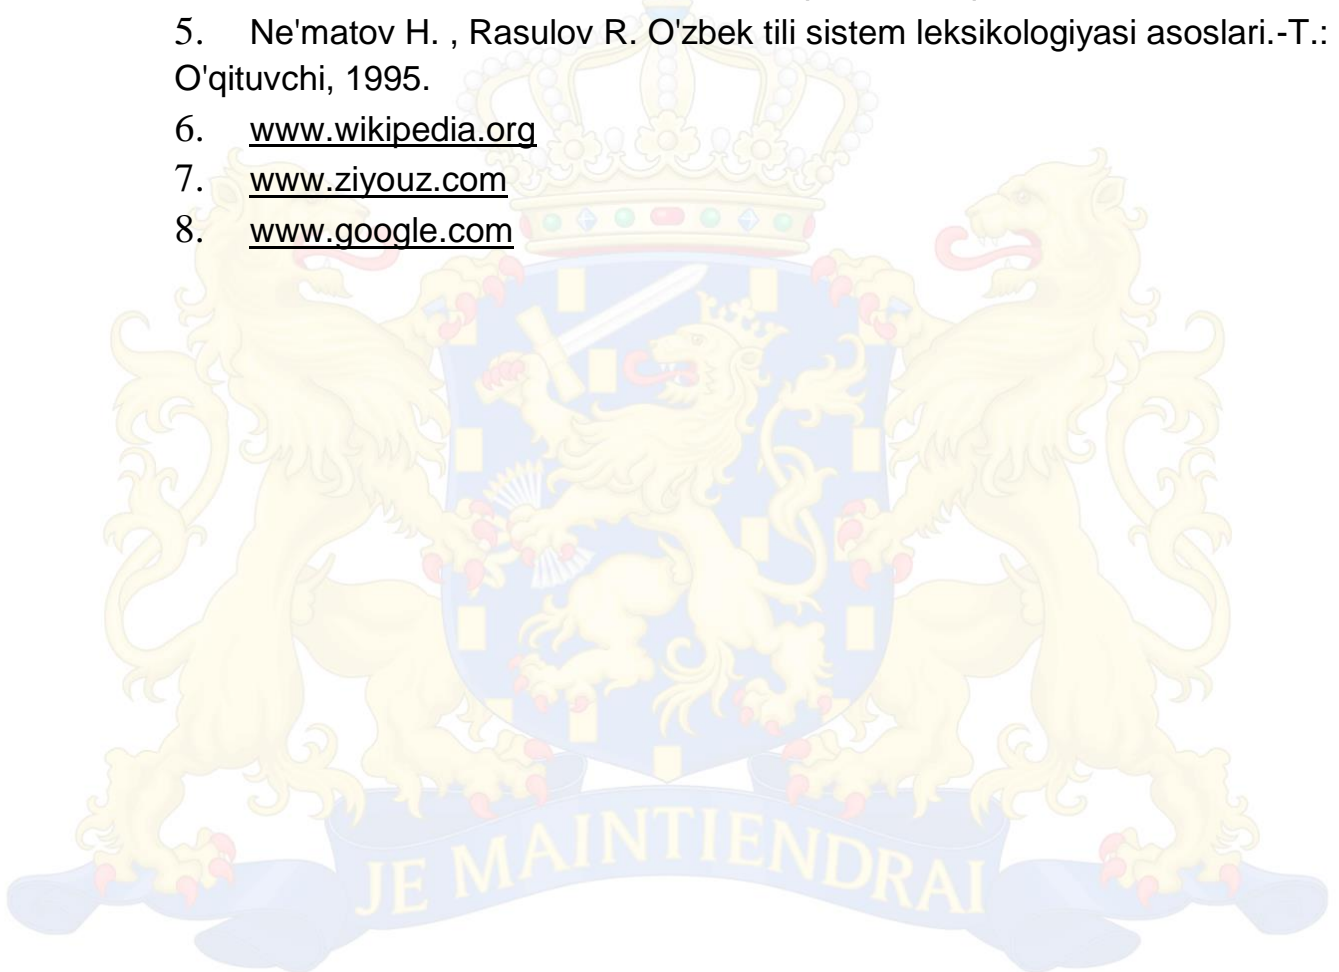 5. Ne'matov H. , Rasulov R. O'zbek tili sistem leksikologiyasi asoslari.-T.:
O'qituvchi, 1995.
6. www.wikipedia.org
7. www.ziyouz.com
8. www.google.com
JE MAINTIENDRAI